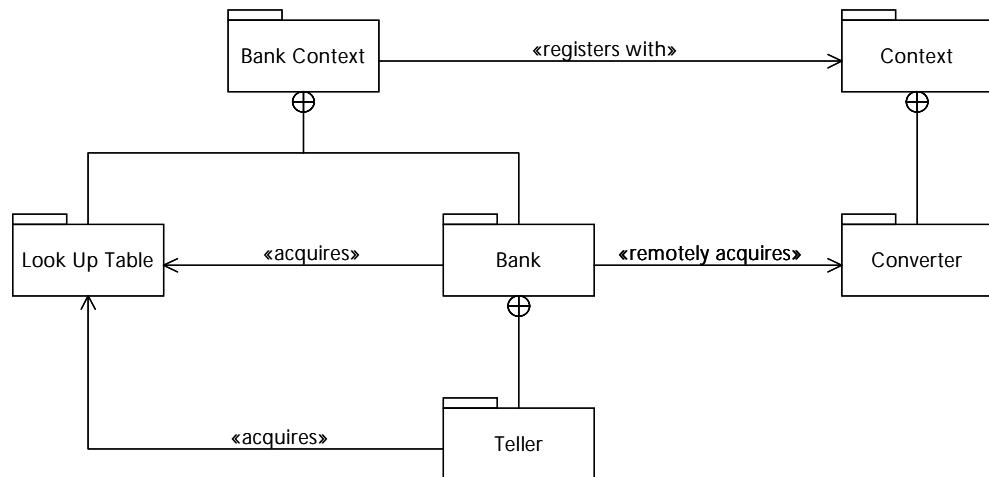 Bank Context
«registers with»
Context
Look Up Table
«acquires»
Bank
«remotely acquires»
Converter
«acquires»
Teller